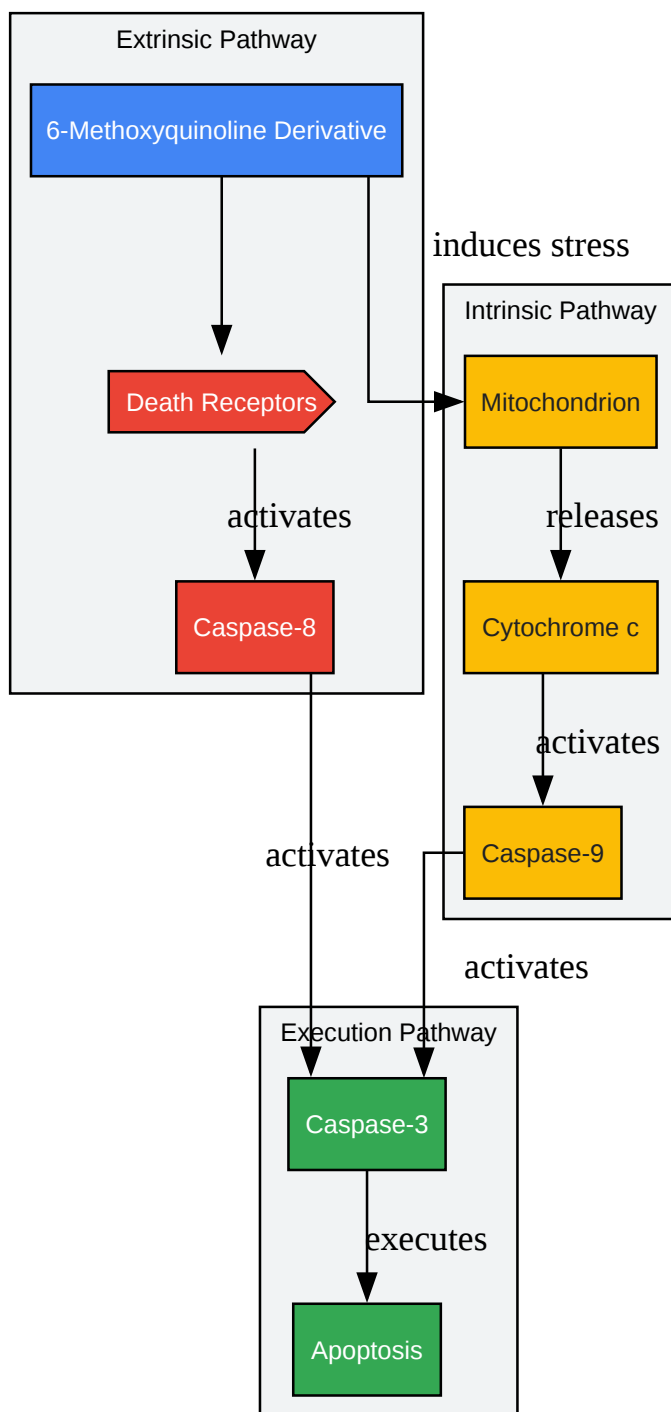 Extrinsic Pathway
6-Methoxyquinoline Derivative
induces stress
Intrinsic Pathway
Death Receptors
Mitochondrion
activates
releases
Caspase-8
Cytochrome c
activates
Caspase-9
activates
activates
Execution Pathway
Caspase-3
executes
Apoptosis